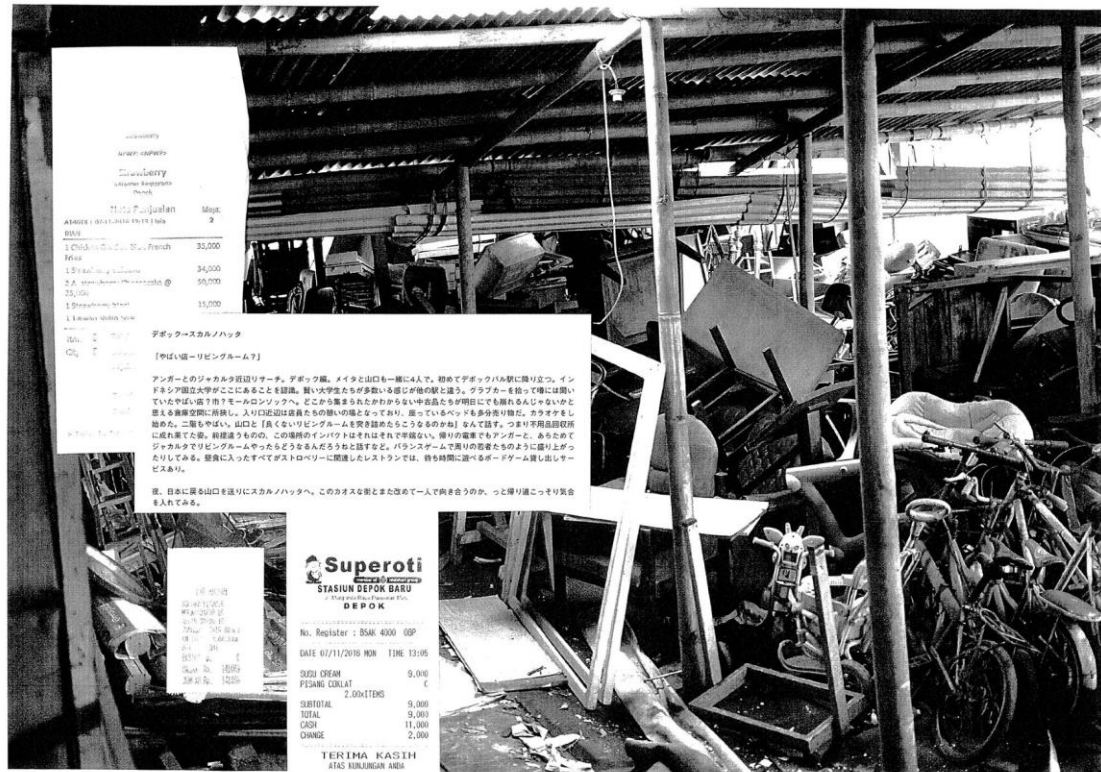 Strawberry
Depok
Nota Penjualan Meja:
2
1 Chicken French 35,000
Fries
34,000
@ 50,000
25,000
15,000
デポック→スカルノハッタ
「やばい店−リビングルーム？」
アンガーとのジャカルタ近辺リサーチ。デポック編。メイタと山口も一緒に4人で。初めてデポックバル駅に降り立つ。イン
ドネシア国立大学がここにあることを認識。賢い大学生たちが多数いる感じが他の駅と違う。グラブカーを拾って噂には聞い
ていたやばい店？市？モールロンソックへ。どこから集まられたかわからない中古品たちが明日にでも崩れるんじゃないかと
思える倉庫空間に所狭し。入り口近辺は店員たちの憩いの場となっており、座っているベッドも多分売り物だ。カラオケもし
始めた。二階もやばい。山口と「良くないリビングルームを突き詰めたらこうなるのかね」なんて話す。つまり不用品回収所
に成れ果てた姿。前提違うものの、この場所のインパクトはそれはそれで半端ない。帰りの電車でもアンガーと、あらためて
ジャカルタでリビングルームやったらどうなるんだろうねと話すなど。バランスゲームで周りの若者たちのように盛り上がっ
たりしてみる。昼食に入ったすべてがストロベリーに関連したレストランでは、待ち時間に遊べるボードゲーム貸し出しサー
ビスあり。
夜、日本に戻る山口を送りにスカルノハッタへ。このカオスな街とまた改めて一人で向き合うのか、っと帰り道こっそり気合
を入れてみる。
Superoti
STASIUN DEPOK BARU
DEPOK
No. Register : BSAK 4000 OBP
DATE 07/11/2016 MON TIME 13:05
SUSU CREAM 9,000
PISANG COKLAT
2.00xITEMS
SUBTOTAL 9,000
TOTAL 9,000
CASH 11,000
CHANGE 2,000
TERIMA KASIH
ATAS KUNJUNGAN ANDA